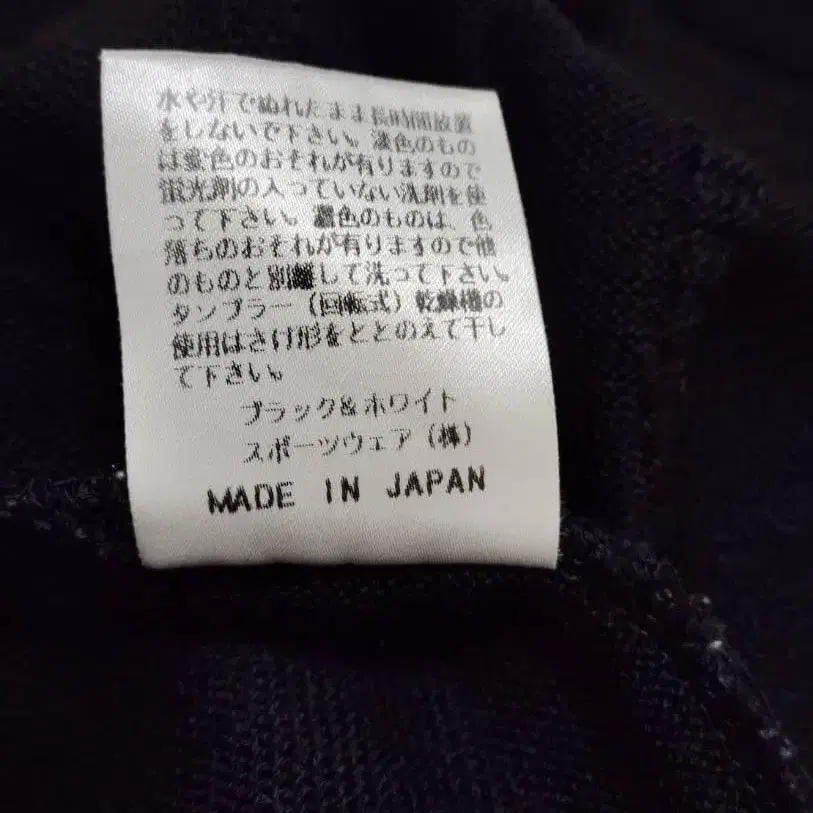 水や汗でぬれたまま長時間放置
をしないで下さい。淡色のもの
は変色のおそれが有りますので
蛍光剤の入っていない洗剤を使
って下さい。濃色のものは、色
落ちのおそれが有りますので他
のものと別離して洗って下さい。
タンブラー（回転式）乾燥機の
使用はさけ形をととのえて干し
て下さい。
ブラック&ホワイト
スポーツウェア（株）
MADE IN JAPAN